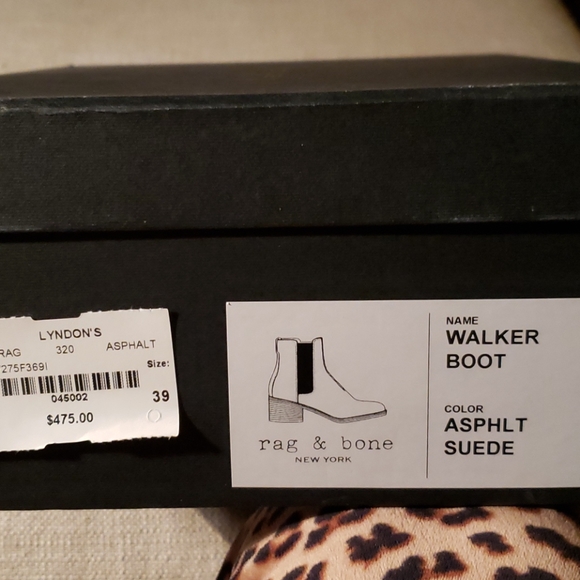 LYNDON'S
RAG 320 ASPHALT
275F369I
Size:
045002 39
$475.00
rag & bone
NEW YORK
NAME
WALKER
BOOT
COLOR
ASPHLT
SUEDE